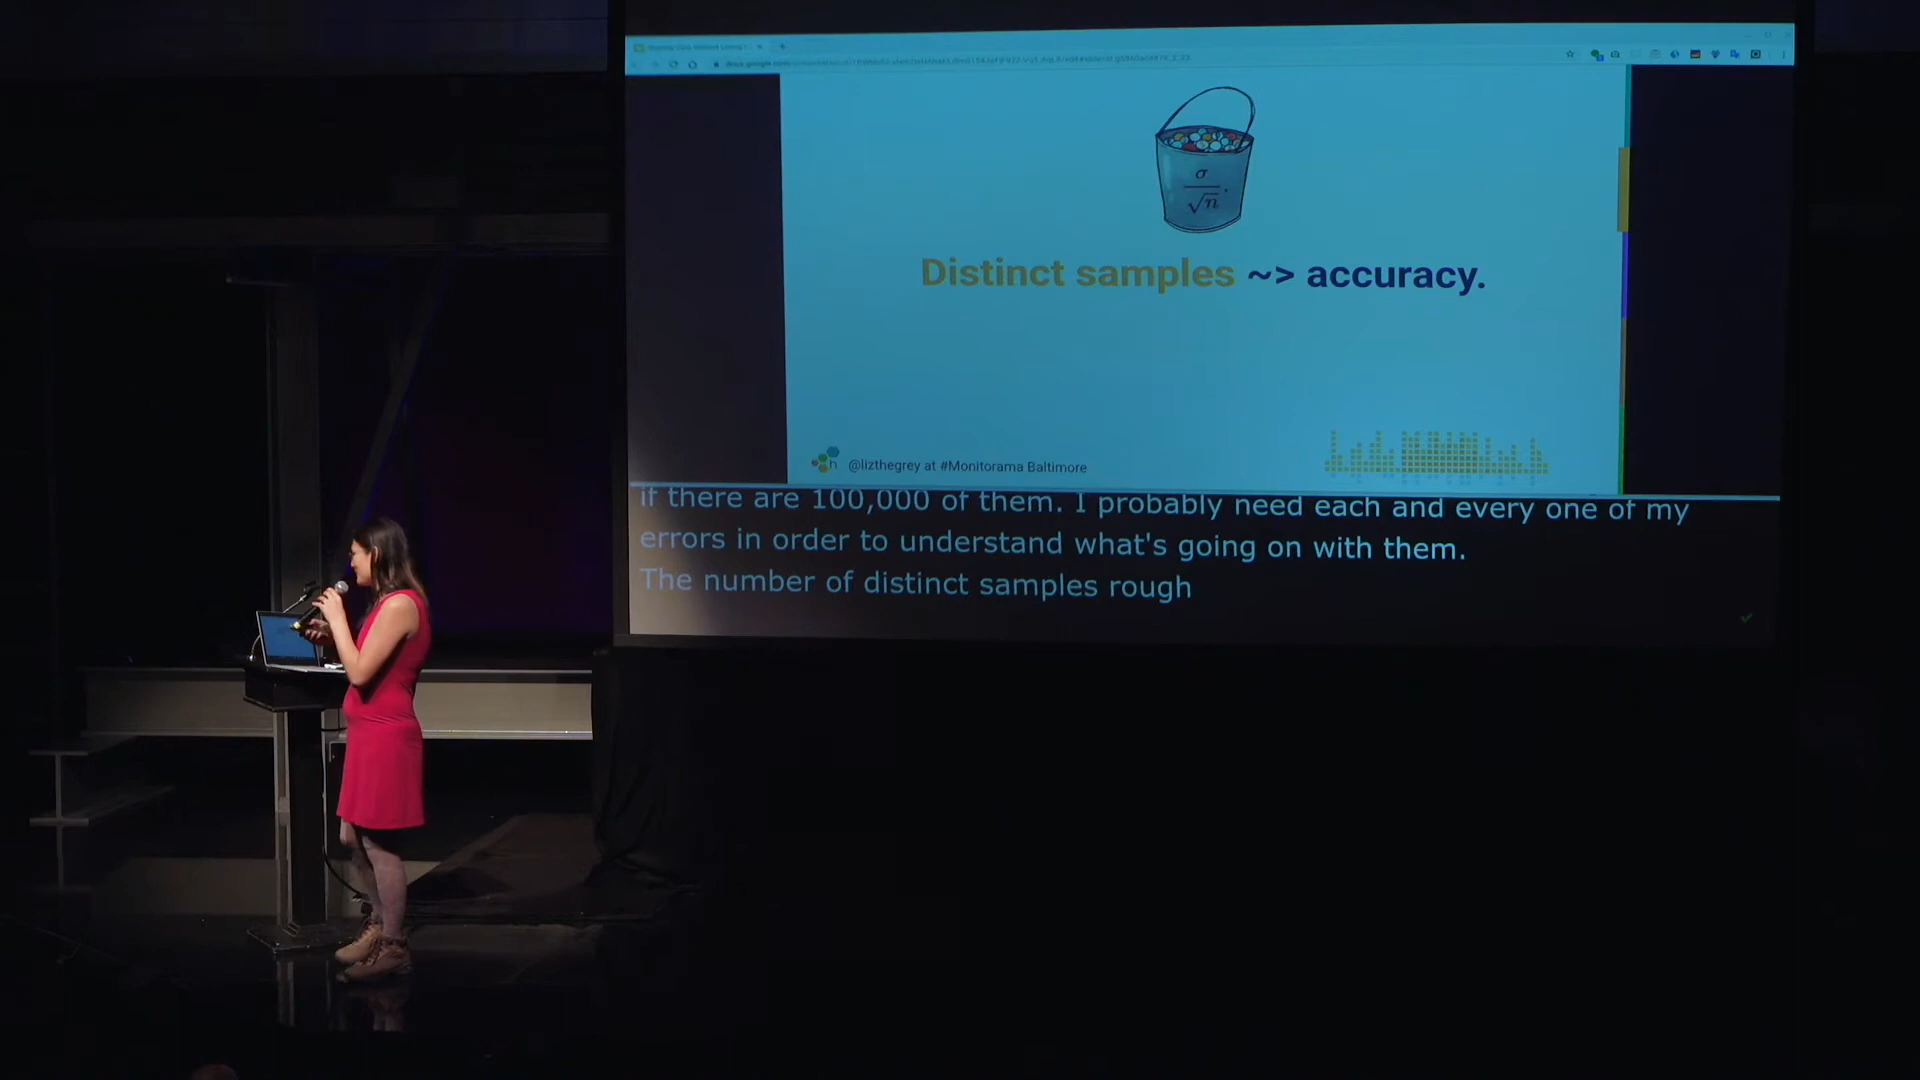 σ
√n.
Distinct samples ~> accuracy.
h @lizthegrey at #Monitorama Baltimore
if there are 100,000 of them. I probably need each and every one of my
errors in order to understand what's going on with them.
The number of distinct samples rough